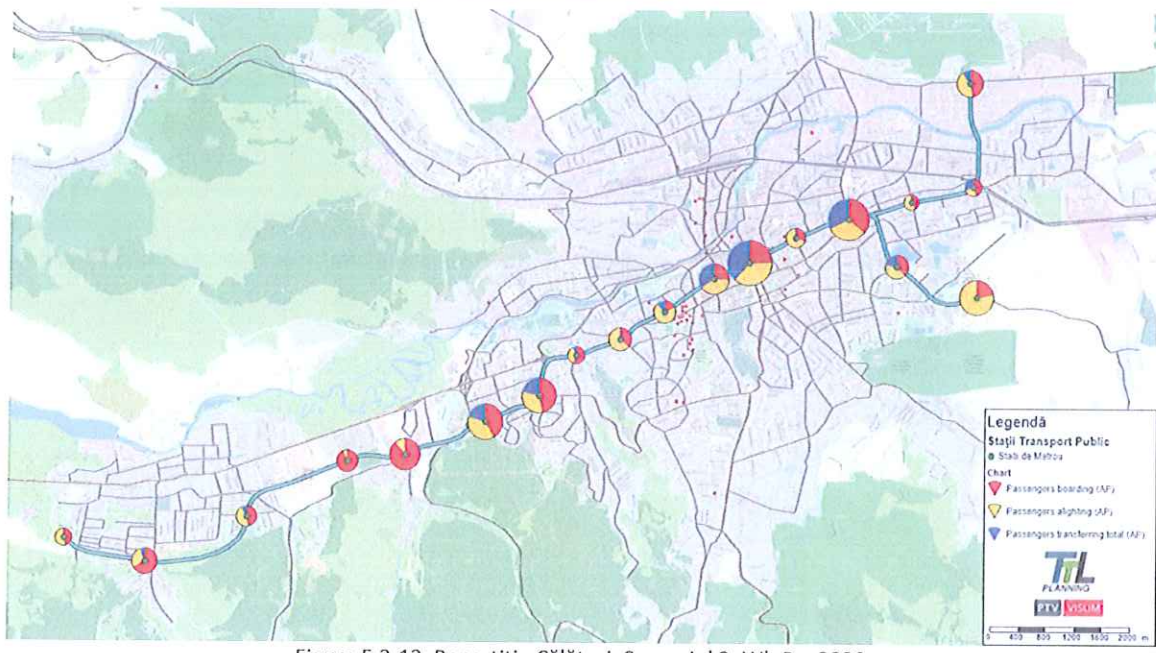 Legendă
Stații Transport Public
Stații de Metrou
Chart
Passengers boarding (AP)
Passengers alighting (AP)
Passengers transferring total (AP)
TTL
PLANNING
PTV VISUM
0 400 800 1200 1600 2000 m